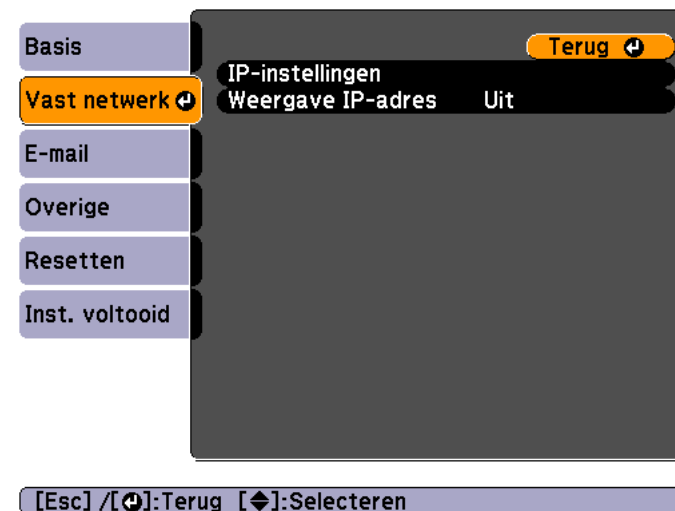 Basis
Terug
IP-instellingen
Vast netwerk
Weergave IP-adres Uit
E-mail
Overige
Resetten
Inst. voltooid
[Esc] /[⏎]:Terug [◆]:Selecteren